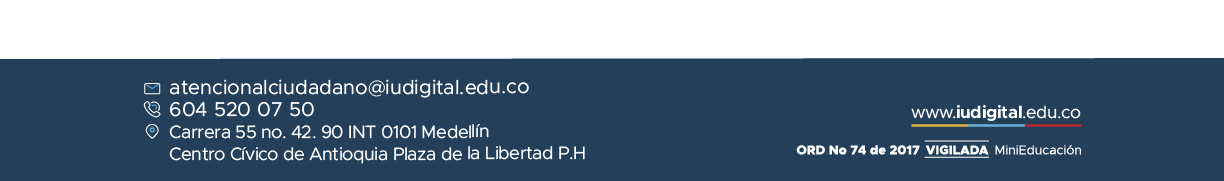 atencionalciudadano@iudigital.edu.co
604 520 07 50
Carrera 55 no. 42. 90 INT 0101 Medellín
Centro Cívico de Antioquia Plaza de la Libertad P.H
www.iudigital.edu.co
ORD No 74 de 2017 VIGILADA MiniEducación